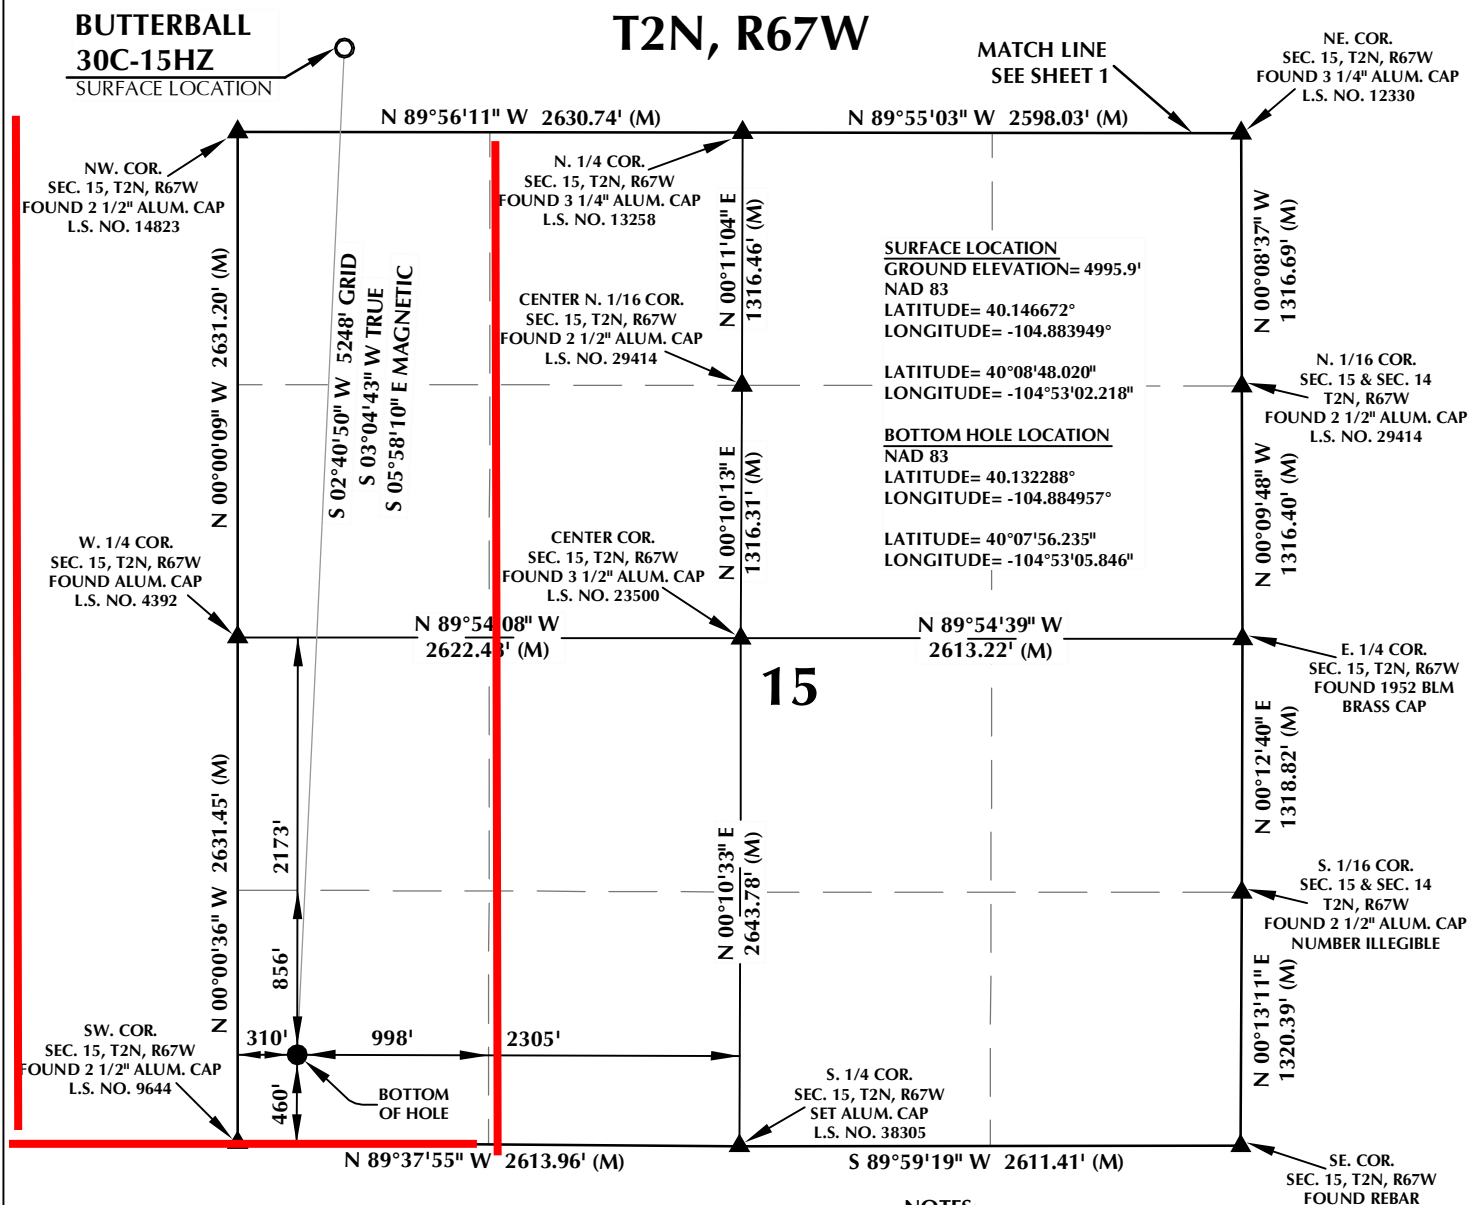 BUTTERBALL
30C-15HZ
SURFACE LOCATION
T2N, R67W
MATCH LINE
SEE SHEET 1
NE. COR.
SEC. 15, T2N, R67W
FOUND 3 1/4" ALUM. CAP
L.S. NO. 12330
N 89°56'11" W 2630.74' (M)
N 89°55'03" W 2598.03' (M)
NW. COR.
SEC. 15, T2N, R67W
FOUND 2 1/2" ALUM. CAP
L.S. NO. 14823
N. 1/4 COR.
SEC. 15, T2N, R67W
FOUND 3 1/4" ALUM. CAP
L.S. NO. 13258
N 00°11'04" E
1316.46' (M)
N 00°08'37" W
1316.69' (M)
SURFACE LOCATION
GROUND ELEVATION= 4995.9'
NAD 83
LATITUDE= 40.146672°
LONGITUDE= -104.883949°
LATITUDE= 40°08'48.020"
LONGITUDE= -104°53'02.218"
BOTTOM HOLE LOCATION
NAD 83
LATITUDE= 40.132288°
LONGITUDE= -104.884957°
LATITUDE= 40°07'56.235"
LONGITUDE= -104°53'05.846"
N 00°00'09" W 2631.20' (M)
S 02°40'50" W 5248' GRID
S 03°04'43" W TRUE
S 05°58'10" E MAGNETIC
CENTER N. 1/16 COR.
SEC. 15, T2N, R67W
FOUND 2 1/2" ALUM. CAP
L.S. NO. 29414
N. 1/16 COR.
SEC. 15 & SEC. 14
T2N, R67W
FOUND 2 1/2" ALUM. CAP
L.S. NO. 29414
N 00°10'13" E
1316.31' (M)
N 00°09'48" W
1316.40' (M)
W. 1/4 COR.
SEC. 15, T2N, R67W
FOUND ALUM. CAP
L.S. NO. 4392
CENTER COR.
SEC. 15, T2N, R67W
FOUND 3 1/2" ALUM. CAP
L.S. NO. 23500
N 89°54'08" W
2622.43' (M)
N 89°54'39" W
2613.22' (M)
15
E. 1/4 COR.
SEC. 15, T2N, R67W
FOUND 1952 BLM
BRASS CAP
N 00°00'36" W 2631.45' (M)
2173'
856'
N 00°10'33" E
2643.78' (M)
N 00°12'40" E
1318.82' (M)
S. 1/16 COR.
SEC. 15 & SEC. 14
T2N, R67W
FOUND 2 1/2" ALUM. CAP
NUMBER ILLEGIBLE
N 00°13'11" E
1320.39' (M)
SW. COR.
SEC. 15, T2N, R67W
FOUND 2 1/2" ALUM. CAP
L.S. NO. 9644
310'
998'
2305'
460'
BOTTOM
OF HOLE
S. 1/4 COR.
SEC. 15, T2N, R67W
SET ALUM. CAP
L.S. NO. 38305
N 89°37'55" W 2613.96' (M)
S 89°59'19" W 2611.41' (M)
SE. COR.
SEC. 15, T2N, R67W
FOUND REBAR
NOTES